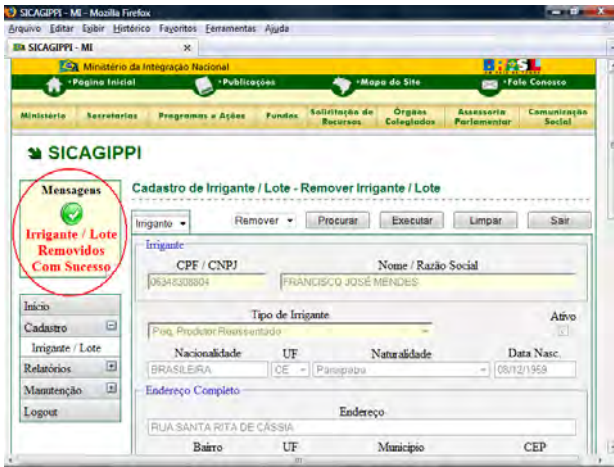 SICAGIPPI - MI - Mozilla Firefox
Arquivo Editar Exibir Histórico Favoritos Ferramentas Ajuda
SICAGIPPI - MI
Ministério da Integração Nacional
Página Inicial Publicações Mapa do Site Fale Conosco
Ministério Secretarias Programas e Ações Fundos Solicitação de Recursos Órgãos Colegiados Assessoria Parlamentar Comunicação Social
SICAGIPPI
Mensagens
Irrigante / Lote
Removidos
Com Sucesso
Início
Cadastro
Irrigante / Lote
Relatórios
Manutenção
Logout
Cadastro de Irrigante / Lote - Remover Irrigante / Lote
Irrigante Remover Procurar Executar Limpar Sair
Irrigante
CPF / CNPJ Nome / Razão Social
06348308804 FRANCISCO JOSÉ MENDES
Tipo de Irrigante Ativo
Peq. Produtor Reassentado
Nacionalidade UF Naturalidade Data Nasc.
BRASILEIRA CE 08/12/1959
Endereço Completo
Endereço
RUA SANTA RITA DE CÁSSIA
Bairro UF Município CEP